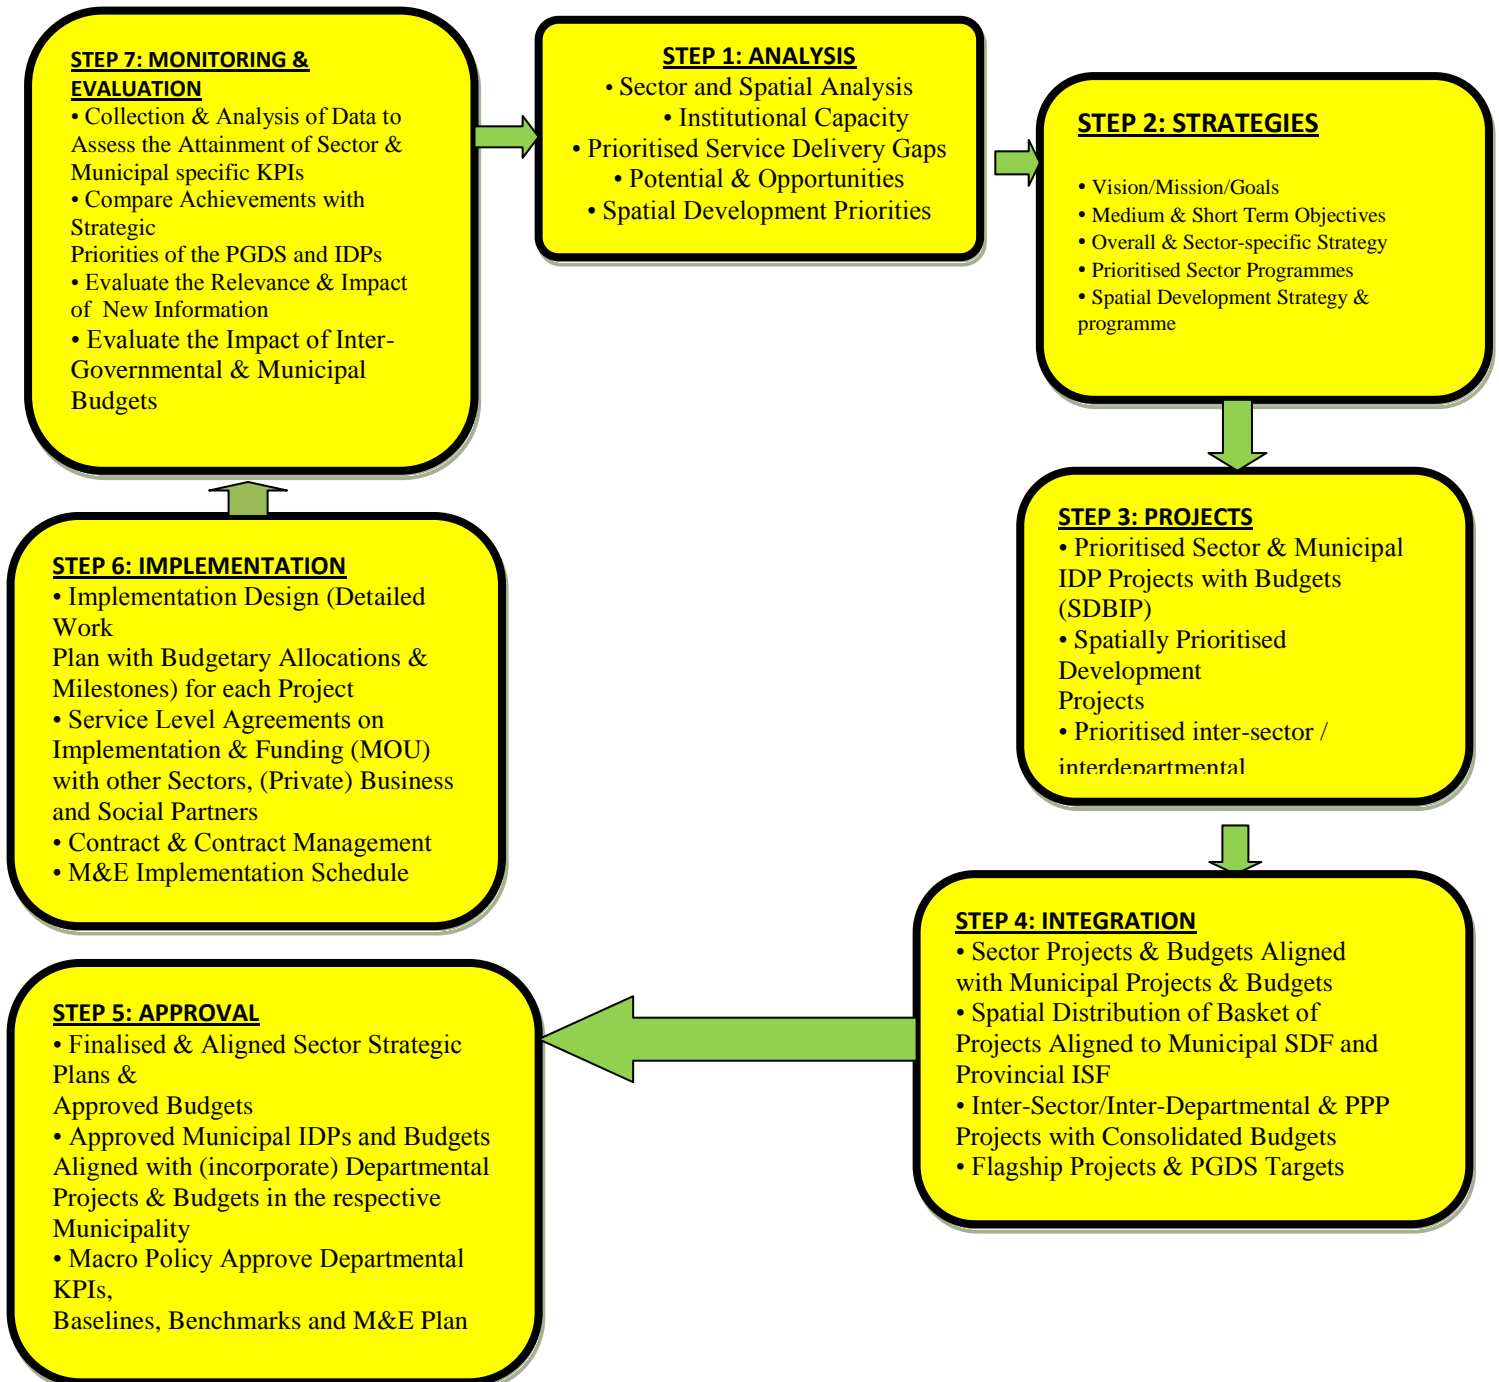 STEP 1: ANALYSIS
• Sector and Spatial Analysis
• Institutional Capacity
• Prioritised Service Delivery Gaps
• Potential & Opportunities
• Spatial Development Priorities
STEP 2: STRATEGIES
• Vision/Mission/Goals
• Medium & Short Term Objectives
• Overall & Sector-specific Strategy
• Prioritised Sector Programmes
• Spatial Development Strategy &
programme
STEP 3: PROJECTS
• Prioritised Sector & Municipal
IDP Projects with Budgets
(SDBIP)
• Spatially Prioritised
Development
Projects
• Prioritised inter-sector /
interdepartmental
STEP 4: INTEGRATION
• Sector Projects & Budgets Aligned
with Municipal Projects & Budgets
• Spatial Distribution of Basket of
Projects Aligned to Municipal SDF and
Provincial ISF
• Inter-Sector/Inter-Departmental & PPP
Projects with Consolidated Budgets
• Flagship Projects & PGDS Targets
STEP 5: APPROVAL
• Finalised & Aligned Sector Strategic
Plans &
Approved Budgets
• Approved Municipal IDPs and Budgets
Aligned with (incorporate) Departmental
Projects & Budgets in the respective
Municipality
• Macro Policy Approve Departmental
KPIs,
Baselines, Benchmarks and M&E Plan
STEP 6: IMPLEMENTATION
• Implementation Design (Detailed
Work
Plan with Budgetary Allocations &
Milestones) for each Project
• Service Level Agreements on
Implementation & Funding (MOU)
with other Sectors, (Private) Business
and Social Partners
• Contract & Contract Management
• M&E Implementation Schedule
STEP 7: MONITORING &
EVALUATION
• Collection & Analysis of Data to
Assess the Attainment of Sector &
Municipal specific KPIs
• Compare Achievements with
Strategic
Priorities of the PGDS and IDPs
• Evaluate the Relevance & Impact
of New Information
• Evaluate the Impact of Inter-
Governmental & Municipal
Budgets